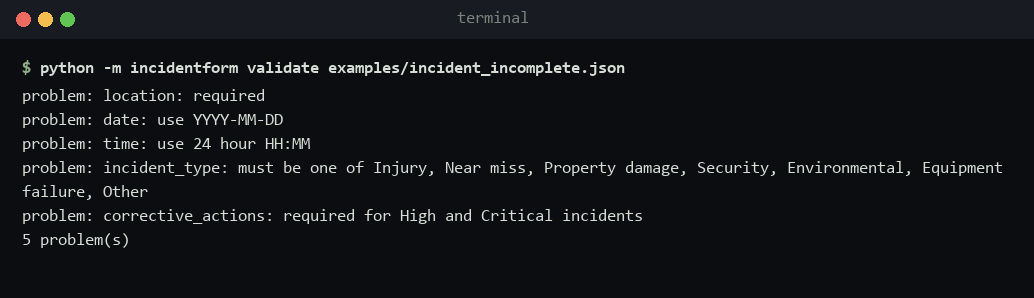 terminal
$ python -m incidentform validate examples/incident_incomplete.json
problem: location: required
problem: date: use YYYY-MM-DD
problem: time: use 24 hour HH:MM
problem: incident_type: must be one of Injury, Near miss, Property damage, Security, Environmental, Equipment
failure, Other
problem: corrective_actions: required for High and Critical incidents
5 problem(s)